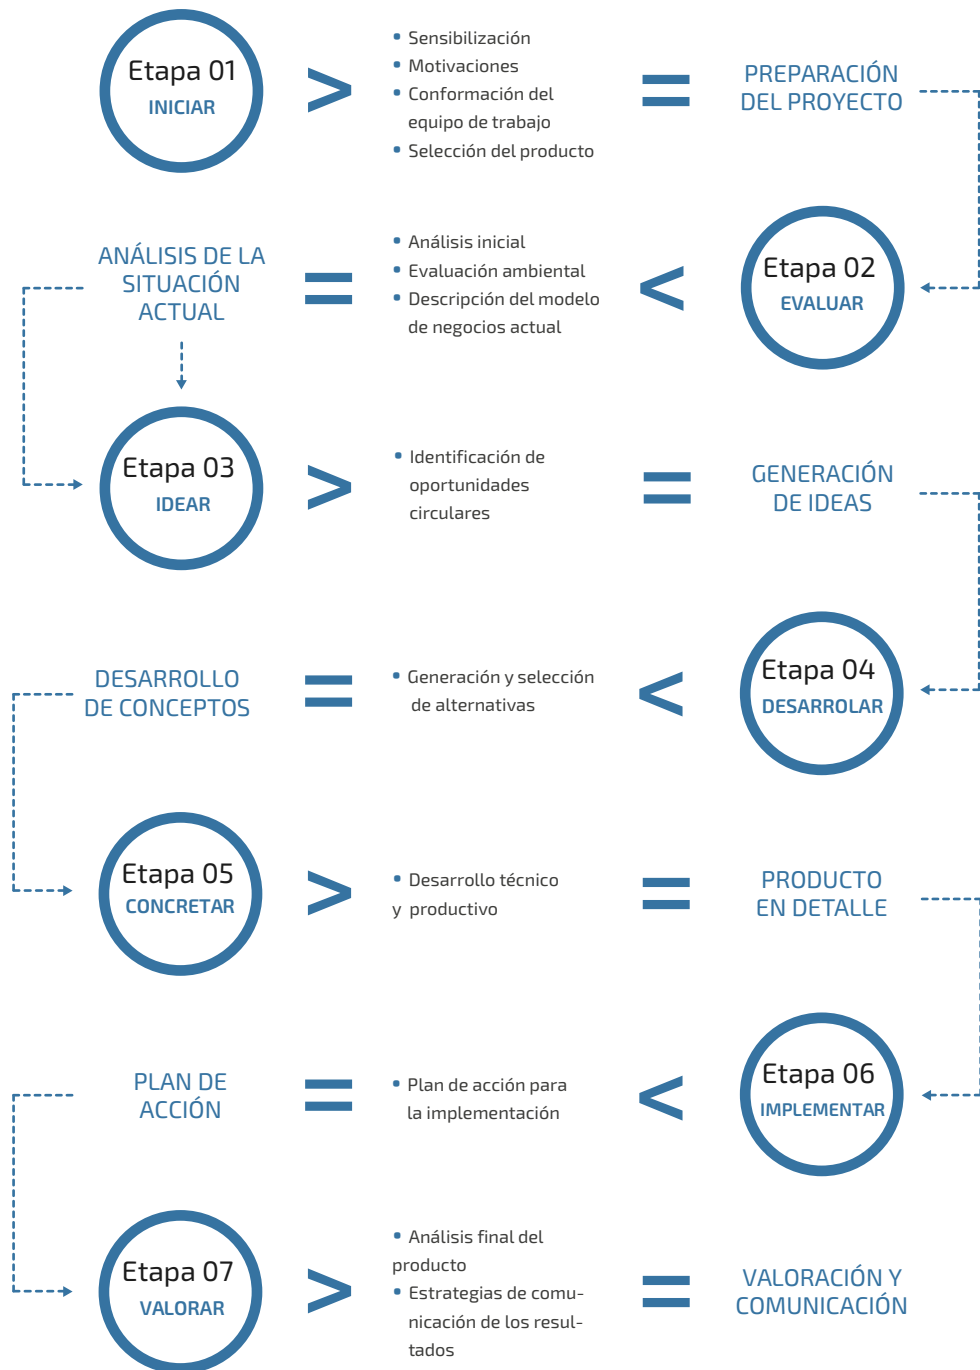 Etapa 01
INICIAR
>
• Sensibilización
• Motivaciones
• Conformación del
equipo de trabajo
• Selección del producto
=
PREPARACIÓN
DEL PROYECTO
Etapa 02
EVALUAR
<
• Análisis inicial
• Evaluación ambiental
• Descripción del modelo
de negocios actual
=
ANÁLISIS DE LA
SITUACIÓN
ACTUAL
Etapa 03
IDEAR
>
• Identificación de
oportunidades
circulares
=
GENERACIÓN
DE IDEAS
Etapa 04
DESARROLAR
<
• Generación y selección
de alternativas
=
DESARROLLO
DE CONCEPTOS
Etapa 05
CONCRETAR
>
• Desarrollo técnico
y productivo
=
PRODUCTO
EN DETALLE
Etapa 06
IMPLEMENTAR
<
• Plan de acción para
la implementación
=
PLAN DE
ACCIÓN
Etapa 07
VALORAR
>
• Análisis final del
producto
• Estrategias de comu-
nicación de los resul-
tados
=
VALORACIÓN Y
COMUNICACIÓN